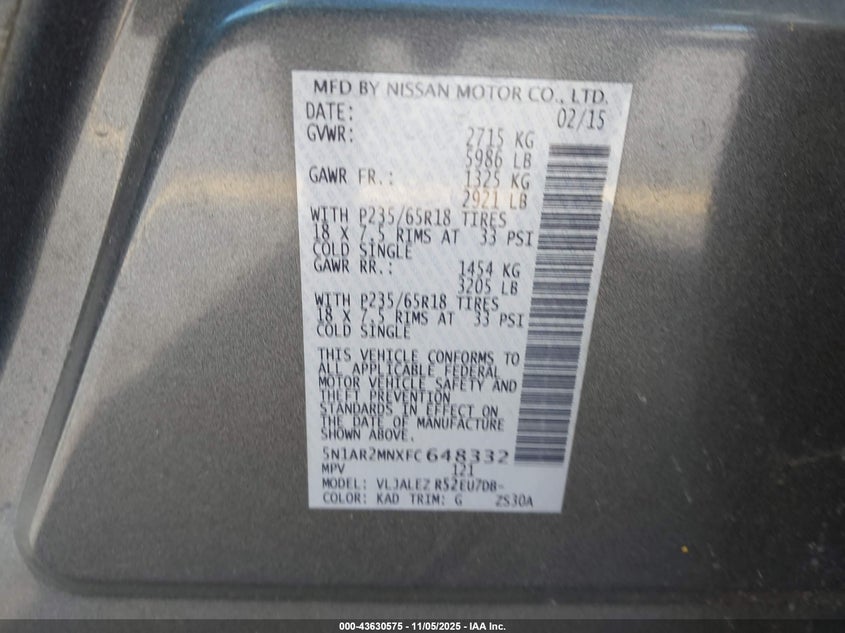 MFD BY NISSAN MOTOR CO., LTD.
DATE: 02/15
GVWR: 2715 KG
5986 LB
GAWR FR.: 1325 KG
2921 LB
WITH P235/65R18 TIRES
18 X 7.5 RIMS AT 33 PSI
COLD SINGLE
GAWR RR.: 1454 KG
3205 LB
WITH P235/65R18 TIRES
18 X 7.5 RIMS AT 33 PSI
COLD SINGLE
THIS VEHICLE CONFORMS TO
ALL APPLICABLE FEDERAL
MOTOR VEHICLE SAFETY AND
THEFT PREVENTION
STANDARDS IN EFFECT ON
THE DATE OF MANUFACTURE
SHOWN ABOVE.
5N1AR2MNXFC648332
MPV 121
MODEL: VLJALEZ R52EU7DB-
COLOR: KAD TRIM: G ZS30A
000-43630575 — 11/05/2025 — IAA Inc.